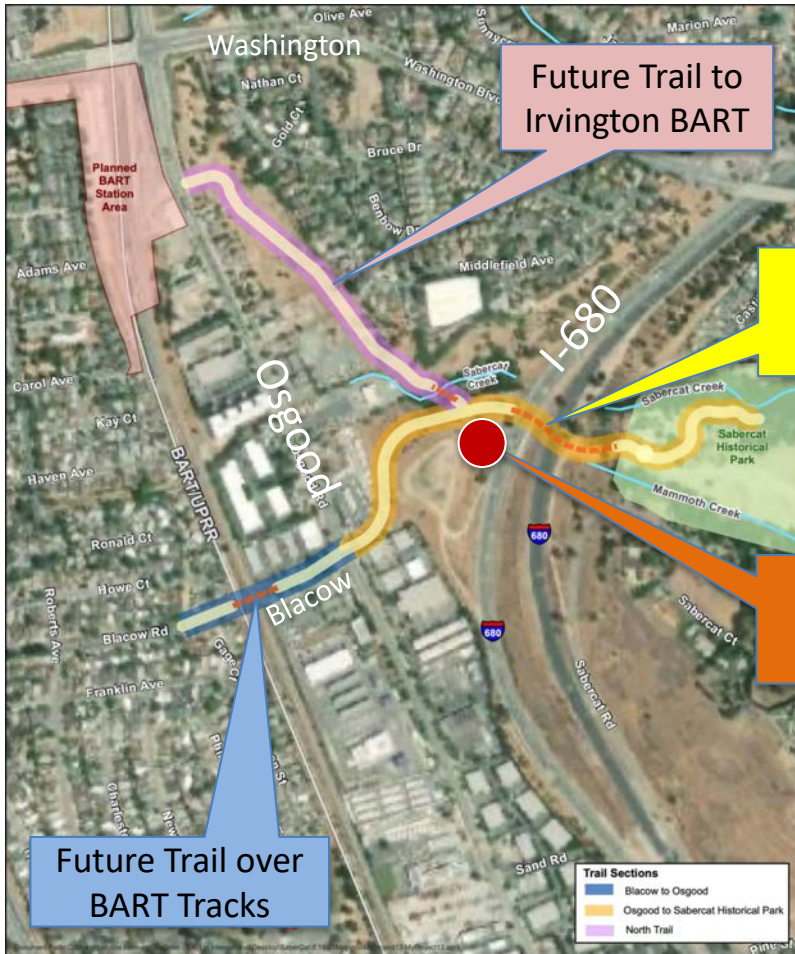 Olive Ave
Marion Ave
Washington
Washington Blvd
Nathan Ct
Gold Ct
Future Trail to
Irvington BART
Bruce Dr
Planned
BART
Station
Area
Benbow Dr
Adams Ave
Middlefield Ave
I-680
Carol Ave
Osgood
Sabercat
Creek
Sabercat Creek
Kay Ct
Sabercat
Historical
Park
BART/UPRR
Haven Ave
Mammoth Creek
Ronald Ct
680
Howe Ct
Blacow
Roberts Ave
Blacow Rd
680
Sabercat Ct
Franklin Ave
Sabercat Rd
Future Trail over
BART Tracks
Sand Rd
Trail Sections
Blacow to Osgood
Osgood to Sabercat Historical Park
North Trail